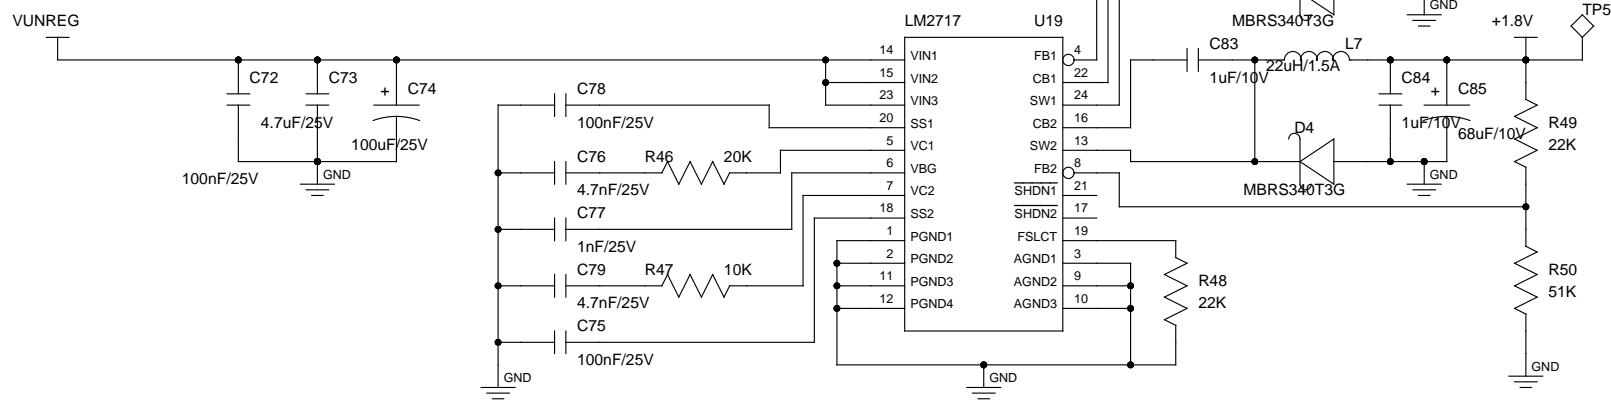 VUNREG
C72
100nF/25V
C73
4.7uF/25V
+
C74
100uF/25V
GND
C78
100nF/25V
C76
4.7nF/25V
R46
20K
C77
1nF/25V
C79
4.7nF/25V
R47
10K
C75
100nF/25V
GND
LM2717
U19
14
VIN1
15
VIN2
23
VIN3
20
SS1
5
VC1
6
VBG
7
VC2
18
SS2
1
PGND1
2
PGND2
11
PGND3
12
PGND4
FB1
4
CB1
22
SW1
24
CB2
16
SW2
13
FB2
8
SHDN1
21
SHDN2
17
FSLCT
19
AGND1
3
AGND2
9
AGND3
10
GND
R48
22K
MBRS340T3G
GND
C83
1uF/10V
L7
22uH/1.5A
D4
MBRS340T3G
C84
1uF/10V
+
C85
68uF/10V
GND
+1.8V
TP5
R49
22K
R50
51K
GND